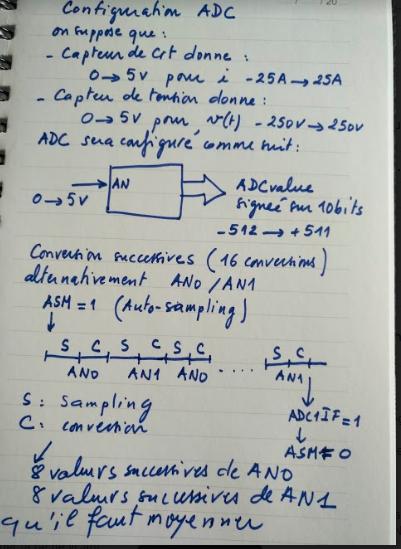 Configuration ADC
on suppose que :
- Capteur de Crt donne :
0 → 5v pour i -25A → 25A
- Capteur de tension donne :
0 → 5v pour v(t) -250v → 250v
ADC sera configuré comme suit :
AN
0 → 5v
ADCvalue
signée sur 10bits
-512 → +511
Conversion successives (16 conversions)
alternativement AN0 / AN1
ASM = 1 (Auto-sampling)
S C S C S C S C
AN0 AN1 AN0 ..... AN1
S : Sampling
C : convertion
ADC1IF = 1
ASM = 0
8 valurs successives de AN0
8 valurs successives de AN1
qu'il faut moyenner